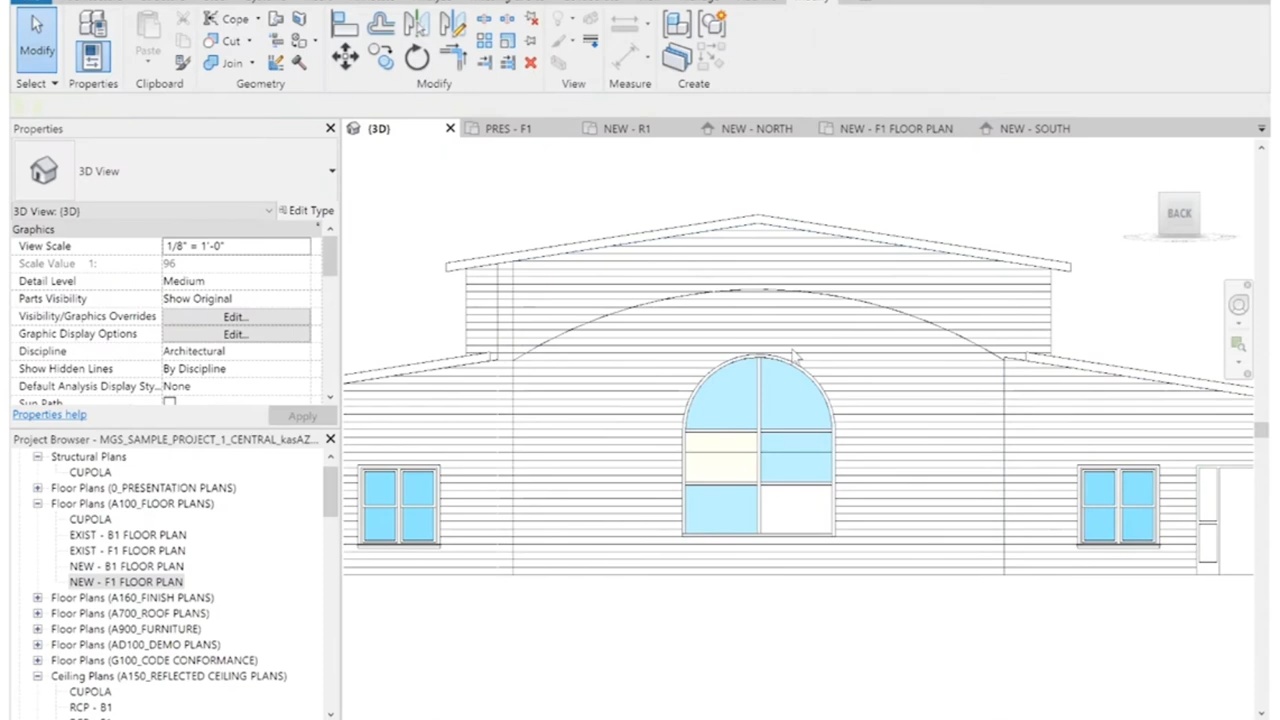 Cope
Modify
Paste
Cut
Join
Select
Properties
Clipboard
Geometry
Modify
View
Measure
Create
Properties
(3D)
PRES - F1
NEW - R1
NEW - NORTH
NEW - F1 FLOOR PLAN
NEW - SOUTH
3D View
3D View: (3D)
Edit Type
Graphics
View Scale
1/8" = 1'-0"
Scale Value 1:
96
Detail Level
Medium
Parts Visibility
Show Original
Visibility/Graphics Overrides
Edit...
Graphic Display Options
Edit...
Discipline
Architectural
Show Hidden Lines
By Discipline
Default Analysis Display Sty...
None
Sun Path
Properties help
Apply
BACK
Project Browser - MGS_SAMPLE_PROJECT_1_CENTRAL_kasAZ...
Structural Plans
CUPOLA
Floor Plans (0_PRESENTATION PLANS)
Floor Plans (A100_FLOOR PLANS)
CUPOLA
EXIST - B1 FLOOR PLAN
EXIST - F1 FLOOR PLAN
NEW - B1 FLOOR PLAN
NEW - F1 FLOOR PLAN
Floor Plans (A160_FINISH PLANS)
Floor Plans (A700_ROOF PLANS)
Floor Plans (A900_FURNITURE)
Floor Plans (AD100_DEMO PLANS)
Floor Plans (G100_CODE CONFORMANCE)
Ceiling Plans (A150_REFLECTED CEILING PLANS)
CUPOLA
RCP - B1